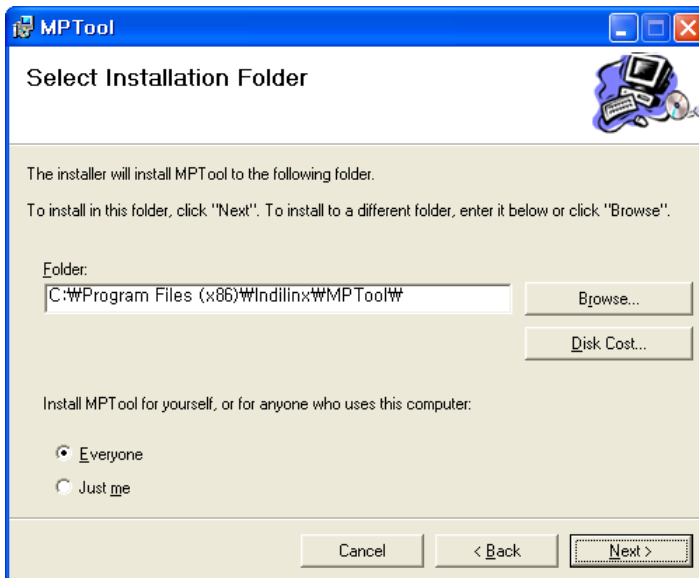 MPTool
Select Installation Folder
The installer will install MPTool to the following folder.
To install in this folder, click "Next". To install to a different folder, enter it below or click "Browse".
Folder:
C:₩Program Files (x86)₩Indilinx₩MPTool₩
Browse...
Disk Cost...
Install MPTool for yourself, or for anyone who uses this computer:
Everyone
Just me
Cancel
< Back
Next >